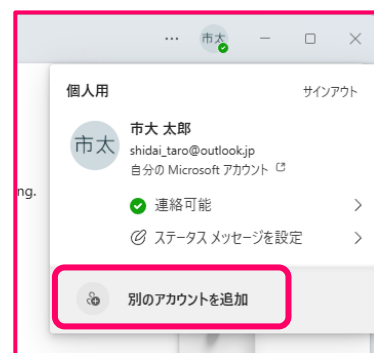 … 市太
個人用 サインアウト
市太 市大 太郎
shidai_taro@outlook.jp
自分の Microsoft アカウント
ng.
連絡可能
ステータス メッセージを設定
別のアカウントを追加